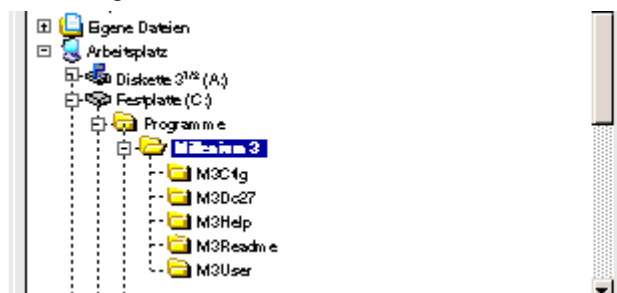 Eigene Dateien
Arbeitsplatz
Diskette 3½ (A:)
Festplatte (C:)
Programme
Millenium 3
M3Cfg
M3Dc27
M3Help
M3Readme
M3User